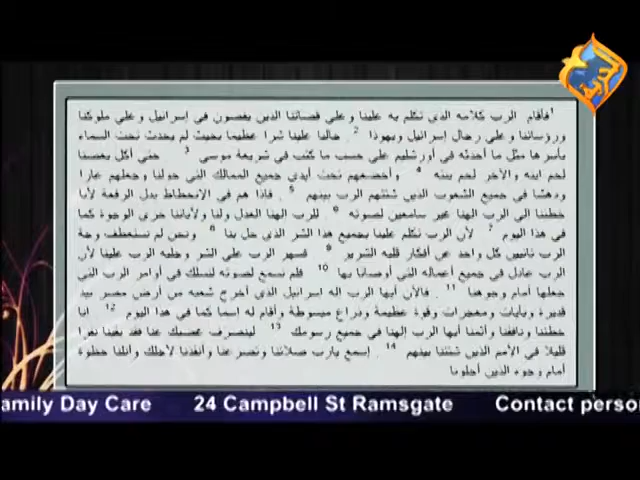 ¹فأقام الرب كلامه الذي تكلم به علينا وعلى قضاتنا الذين يقضون في إسرائيل وعلى ملوكنا
ورؤسائنا وعلى رجال إسرائيل ويهوذا ² جالبا علينا شرا عظيما بحيث لم يحدث تحت السماء
بأسرها مثل ما أحدثه في أورشليم على حسب ما كتب في شريعة موسى ³ حتى أكل بعضنا
لحم ابنه والآخر لحم بنته ⁴ وأخضعهم تحت أيدي جميع الممالك التي حولنا وجعلهم عارا
ودهشا في جميع الشعوب الذين شتتهم الرب بينهم ⁵ . فإذا هم في الانحطاط بدل الرفعة لأنا
خطئنا الى الرب الهنا غير سامعين لصوته ⁶ للرب الهنا العدل ولنا ولآبائنا خزي الوجوه كما
في هذا اليوم ⁷ لأن الرب تكلم علينا بجميع هذا الشر الذي حل بنا ⁸ ونحن لم نستعطف وجه
الرب تائبين كل واحد عن أفكار قلبه الشرير ⁹ فسهر الرب على الشر وجلبه الرب علينا لأن
الرب عادل في جميع أعماله التي أوصانا بها ¹⁰ فلم نسمع لصوته لنسلك في أوامر الرب التي
جعلها أمام وجوهنا ¹¹ . فالآن أيها الرب اله اسرائيل الذي أخرج شعبه من أرض مصر بيد
قديرة وبآيات ومعجزات وقوة عظيمة وذراع مبسوطة وأقام له اسما كما في هذا اليوم ¹² انا
خطئنا ونافقنا وأثمنا أيها الرب الهنا في جميع رسومك ¹³ لينصرف غضبك عنا فقد بقينا نفرا
قليلا في الأمم الذين شتتنا بينهم ¹⁴ . إسمع يارب صلاتنا وتضرعنا وأنقذنا لأجلك وأنلنا حظوة
أمام وجوه الذين أجلونا
amily Day Care 24 Campbell St Ramsgate Contact perso